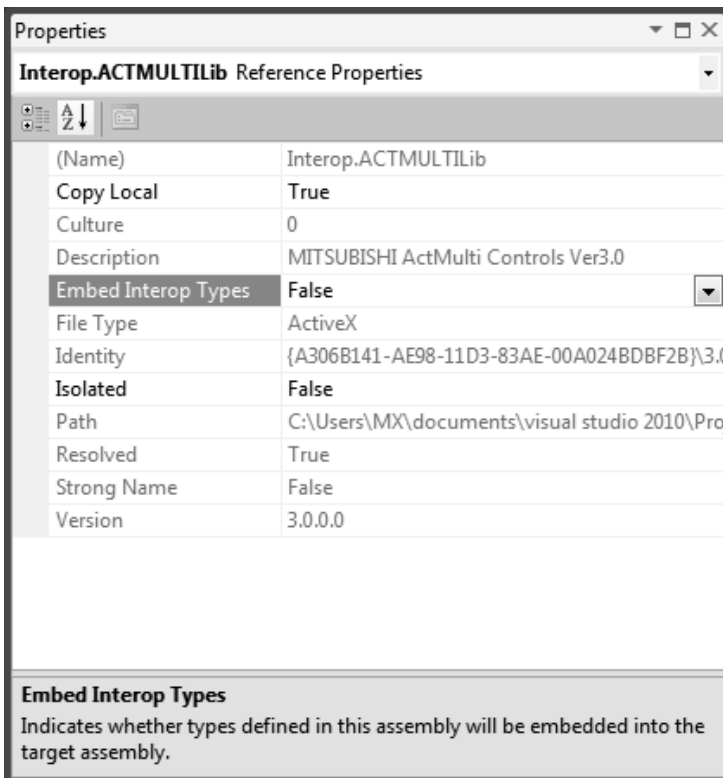 Properties
Interop.ACTMULTILib Reference Properties
(Name) Interop.ACTMULTILib
Copy Local True
Culture 0
Description MITSUBISHI ActMulti Controls Ver3.0
Embed Interop Types False
File Type ActiveX
Identity {A306B141-AE98-11D3-83AE-00A024BDBF2B}\3.0
Isolated False
Path C:\Users\MX\documents\visual studio 2010\Pro
Resolved True
Strong Name False
Version 3.0.0.0
Embed Interop Types
Indicates whether types defined in this assembly will be embedded into the
target assembly.